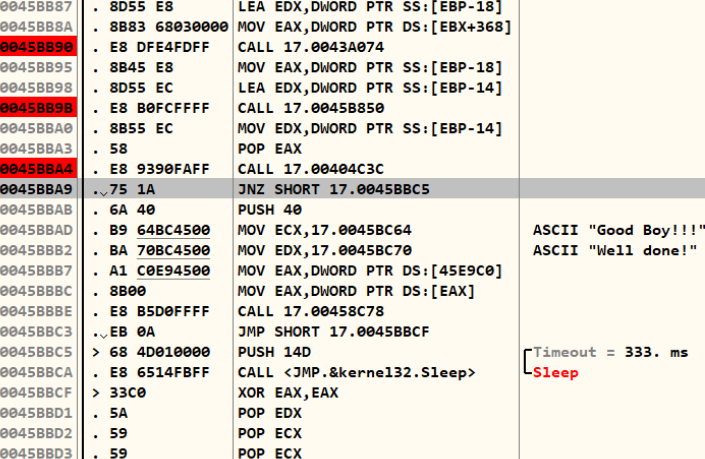 0045BB87 . 8D55 E8 LEA EDX,DWORD PTR SS:[EBP-18]
0045BB8A . 8B83 68030000 MOV EAX,DWORD PTR DS:[EBX+368]
0045BB90 . E8 DFE4FDFF CALL 17.0043A074
0045BB95 . 8B45 E8 MOV EAX,DWORD PTR SS:[EBP-18]
0045BB98 . 8D55 EC LEA EDX,DWORD PTR SS:[EBP-14]
0045BB9B . E8 B0FCFFFF CALL 17.0045B850
0045BBA0 . 8B55 EC MOV EDX,DWORD PTR SS:[EBP-14]
0045BBA3 . 58 POP EAX
0045BBA4 . E8 9390FAFF CALL 17.00404C3C
0045BBA9 . 75 1A JNZ SHORT 17.0045BBC5
0045BBAB . 6A 40 PUSH 40
0045BBAD . B9 64BC4500 MOV ECX,17.0045BC64 ASCII "Good Boy!!!"
0045BBB2 . BA 70BC4500 MOV EDX,17.0045BC70 ASCII "Well done!"
0045BBB7 . A1 C0E94500 MOV EAX,DWORD PTR DS:[45E9C0]
0045BBBC . 8B00 MOV EAX,DWORD PTR DS:[EAX]
0045BBBE . E8 B5D0FFFF CALL 17.00458C78
0045BBC3 . EB 0A JMP SHORT 17.0045BBCF
0045BBC5 > 68 4D010000 PUSH 14D Timeout = 333. ms
0045BBCA . E8 6514FBFF CALL <JMP.&kernel32.Sleep> Sleep
0045BBCF > 33C0 XOR EAX,EAX
0045BBD1 . 5A POP EDX
0045BBD2 . 59 POP ECX
0045BBD3 . 59 POP ECX